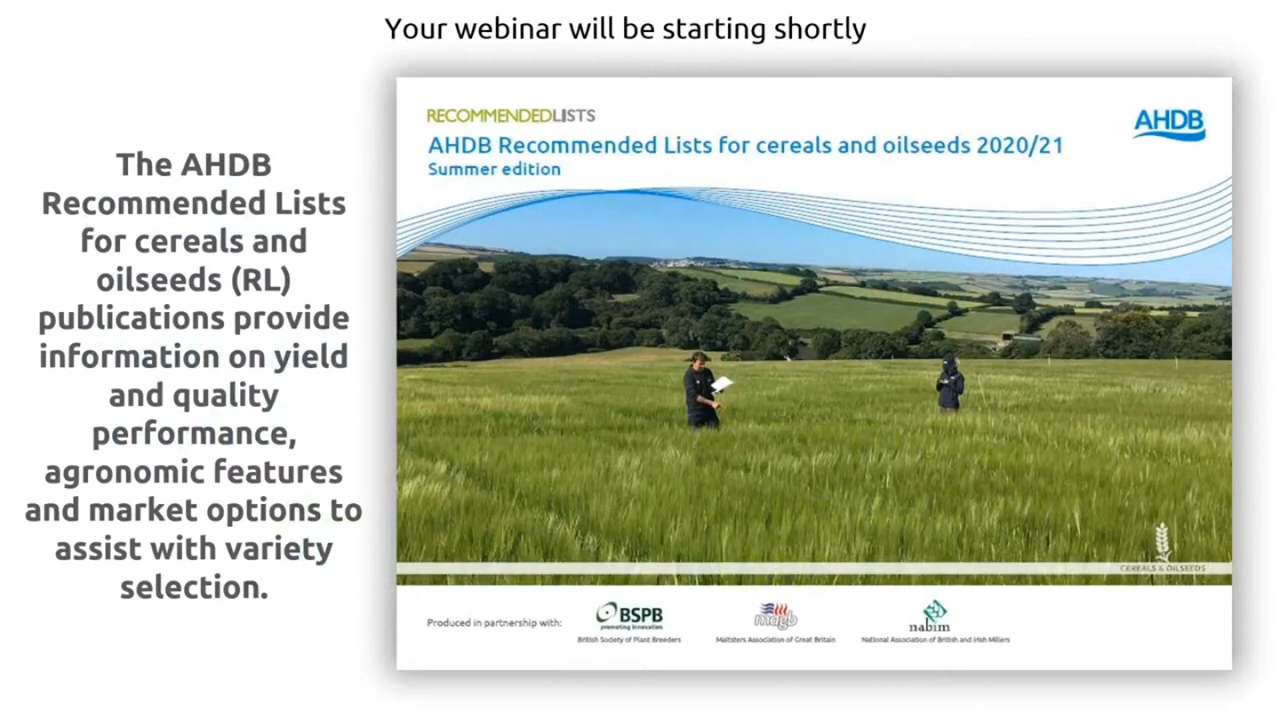 Your webinar will be starting shortly
The AHDB
Recommended Lists
for cereals and
oilseeds (RL)
publications provide
information on yield
and quality
performance,
agronomic features
and market options to
assist with variety
selection.
RECOMMENDEDLISTS
AHDB
AHDB Recommended Lists for cereals and oilseeds 2020/21
Summer edition
CEREALS & OILSEEDS
Produced in partnership with:
BSPB
promoting innovation
British Society of Plant Breeders
magb
Maltsters Association of Great Britain
nabim
National Association of British and Irish Millers